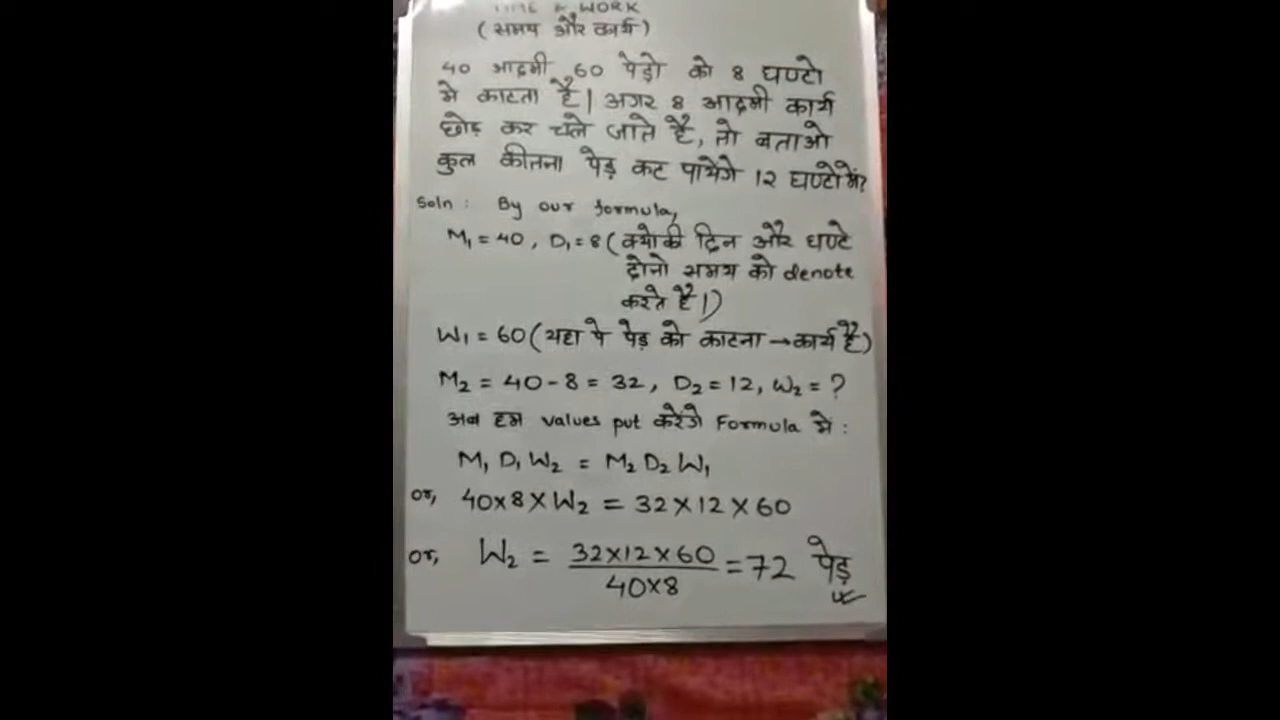 TIME & WORK
(समय और कार्य)
40 आदमी 60 पेड़ो को 8 घण्टो
मे काटता है। अगर 8 आदमी कार्य
छोड़ कर चले जाते है, तो बताओ
कुल कीतना पेड़ कट पायेगे 12 घण्टो में?
Soln: By our formula,
M₁ = 40, D₁ = 8 (क्योकी दिन और घण्टे
दोनो समय को denote
करते है।)
W₁ = 60 (यहा पे पेड़ को काटना → कार्य है)
M₂ = 40-8 = 32, D₂ = 12, W₂ = ?
अब हम values put करेंगे Formula मे :
M₁ D₁ W₂ = M₂ D₂ W₁
or, 40×8×W₂ = 32×12×60
or, W₂ = 32×12×60 / 40×8 = 72 पेड़